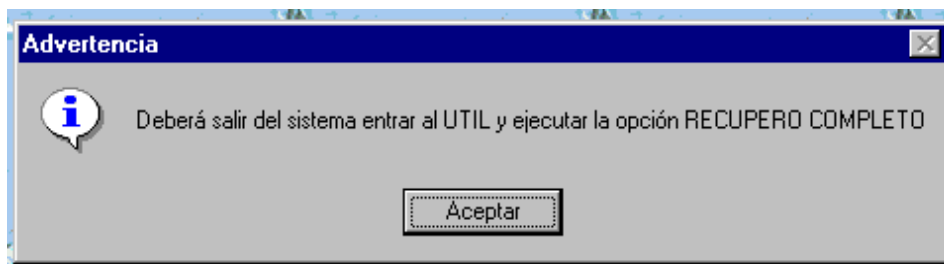 Advertencia
Deberá salir del sistema entrar al UTIL y ejecutar la opción RECUPERO COMPLETO
Aceptar